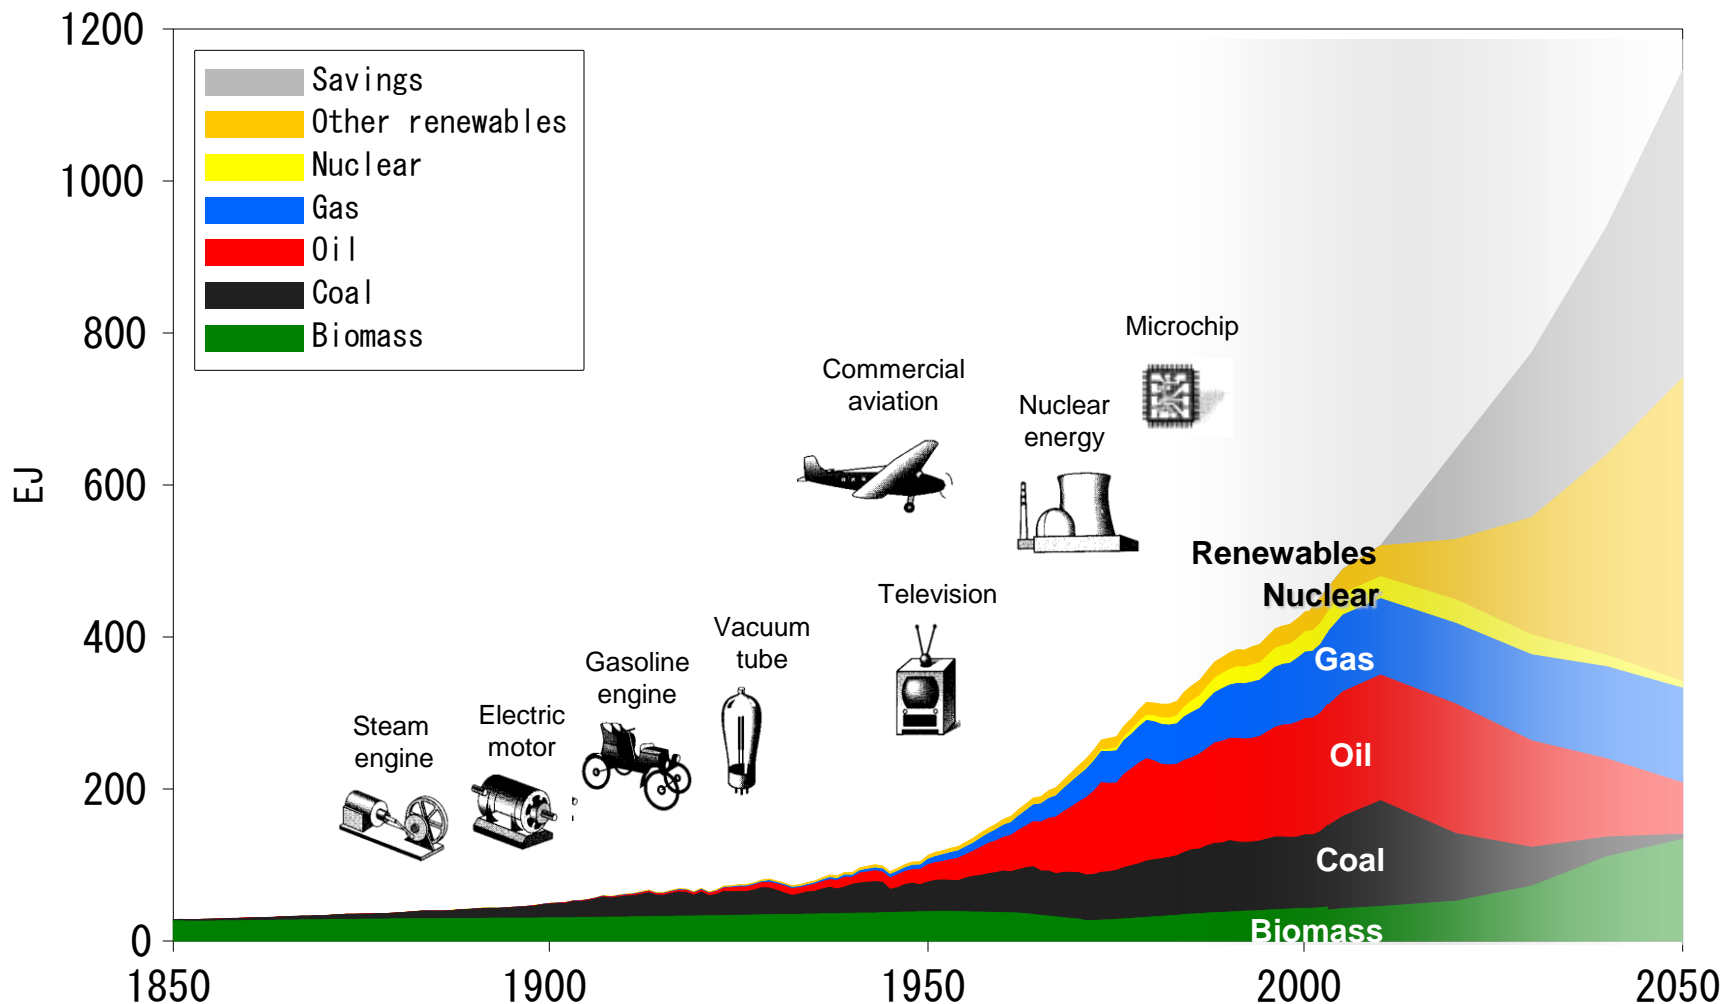 1200
1000
800
600
400
200
0
EJ
Savings
Other renewables
Nuclear
Gas
Oil
Coal
Biomass
Microchip
Commercial
aviation
Nuclear
energy
Television
Vacuum
tube
Gasoline
engine
Electric
motor
Steam
engine
Renewables
Nuclear
Gas
Oil
Coal
Biomass
1850
1900
1950
2000
2050